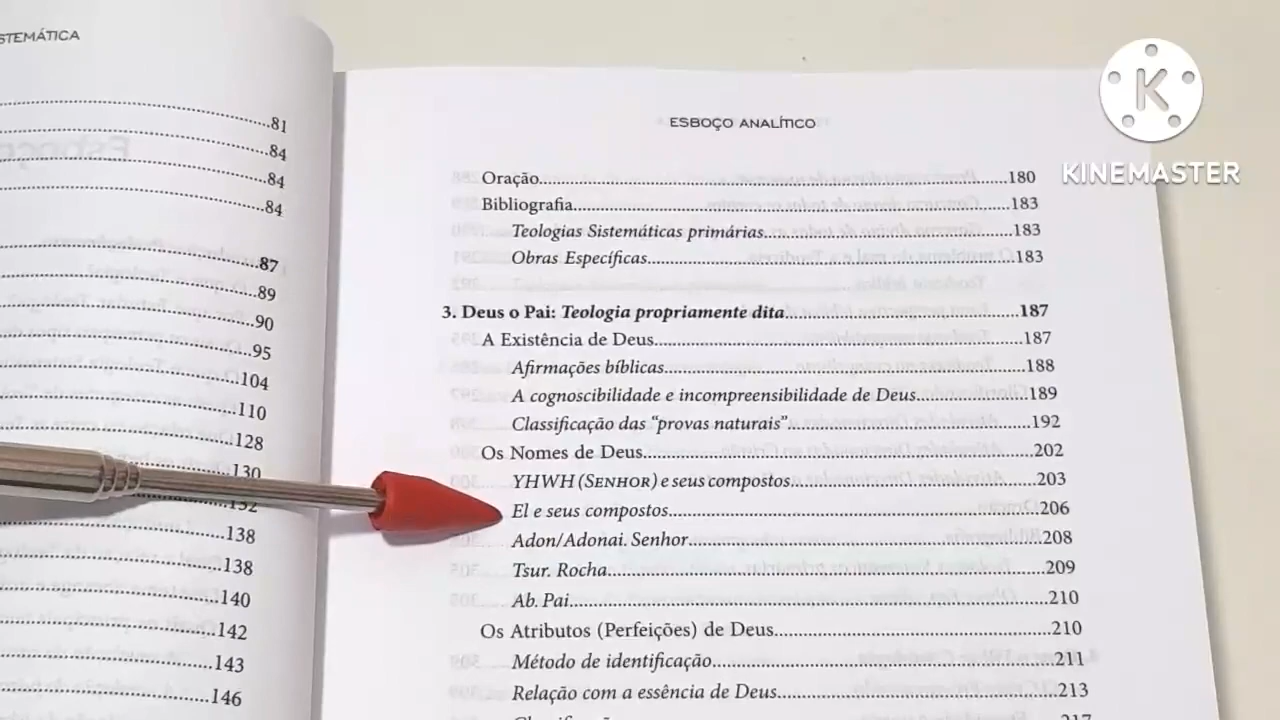 STEMÁTICA
81
84
84
84
87
89
90
95
104
110
128
130
132
138
138
140
142
143
146
ESBOÇO ANALÍTICO
Oração 180
Bibliografia 183
Teologias Sistemáticas primárias 183
Obras Específicas 183
3. Deus o Pai: Teologia propriamente dita 187
A Existência de Deus 187
Afirmações bíblicas 188
A cognoscibilidade e incompreensibilidade de Deus 189
Classificação das “provas naturais” 192
Os Nomes de Deus 202
YHWH (SENHOR) e seus compostos 203
El e seus compostos 206
Adon/Adonai. Senhor 208
Tsur. Rocha 209
Ab. Pai 210
Os Atributos (Perfeições) de Deus 210
Método de identificação 211
Relação com a essência de Deus 213
K
KINEMASTER